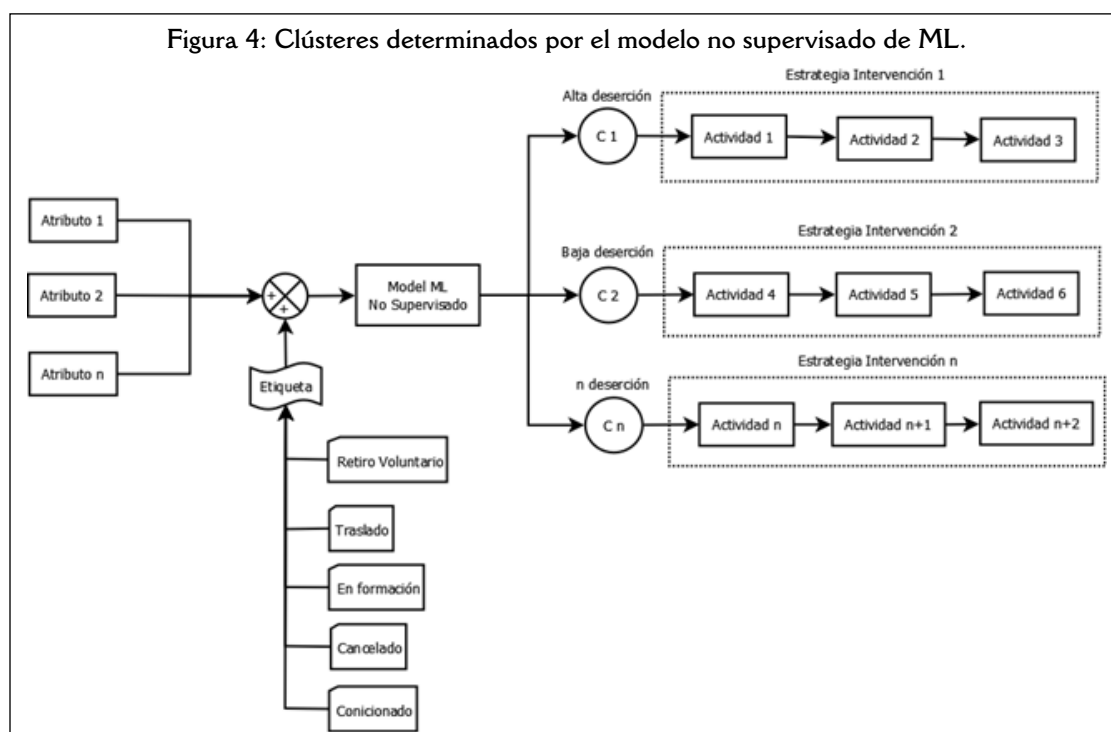 Figura 4: Clústeres determinados por el modelo no supervisado de ML.
Estrategia Intervención 1
Alta deserción
C 1
Actividad 1
Actividad 2
Actividad 3
Atributo 1
Atributo 2
Atributo n
+
+
Model ML
No Supervisado
Estrategia Intervención 2
Baja deserción
C 2
Actividad 4
Actividad 5
Actividad 6
Estrategia Intervención n
n deserción
C n
Actividad n
Actividad n+1
Actividad n+2
Etiqueta
Retiro Voluntario
Traslado
En formación
Cancelado
Conicionado